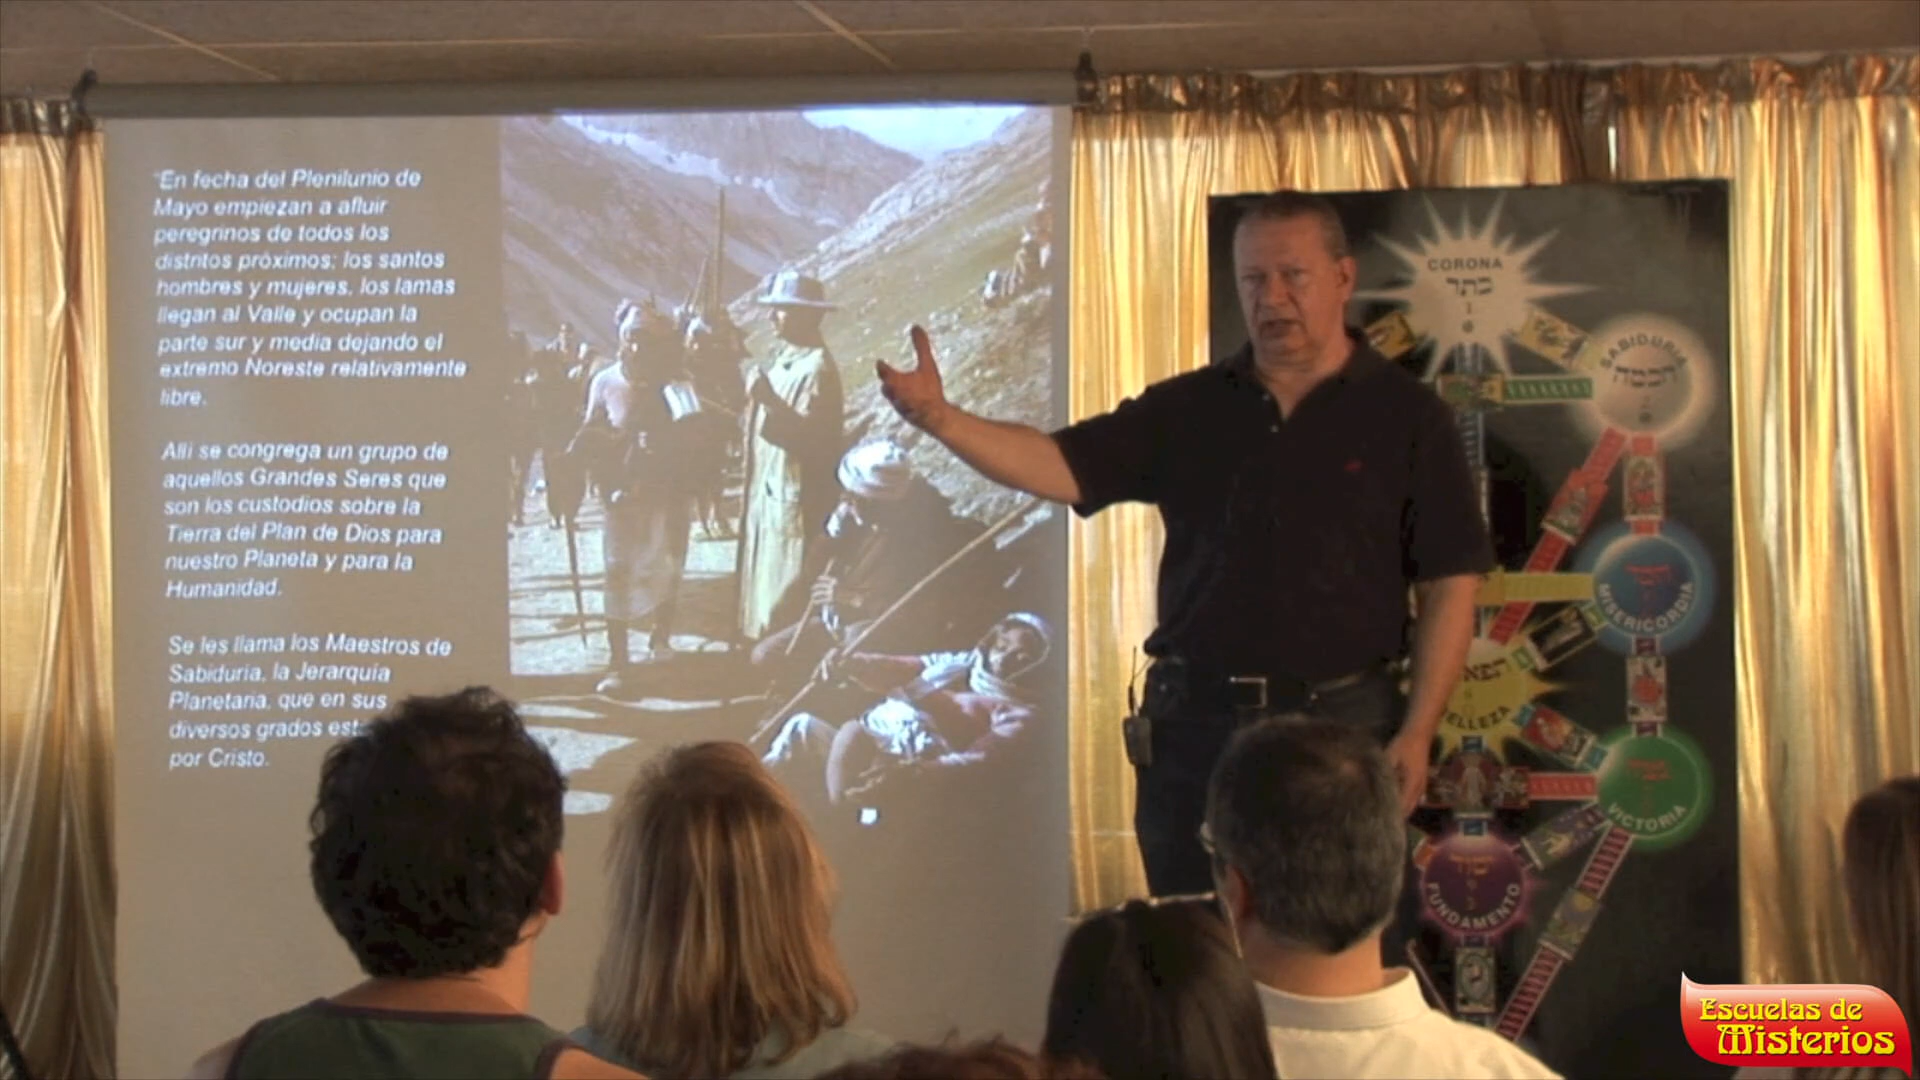 "En fecha del Plenilunio de
Mayo empiezan a afluir
peregrinos de todos los
distritos próximos: los santos
hombres y mujeres, los lamas
llegan al Valle y ocupan la
parte sur y media dejando el
extremo Noreste relativamente
libre.
Allí se congrega un grupo de
aquellos Grandes Seres que
son los custodios sobre la
Tierra del Plan de Dios para
nuestro Planeta y para la
Humanidad.
Se les llama los Maestros de
Sabiduría, la Jerarquía
Planetaria, que en sus
diversos grados
por Cristo.
CORONA
כתר
SABIDURIA
חכמה
MISERICORDIA
חסד
ELLEZA
VICTORIA
FUNDAMENTO
יסוד
Escuelas de
Misterios